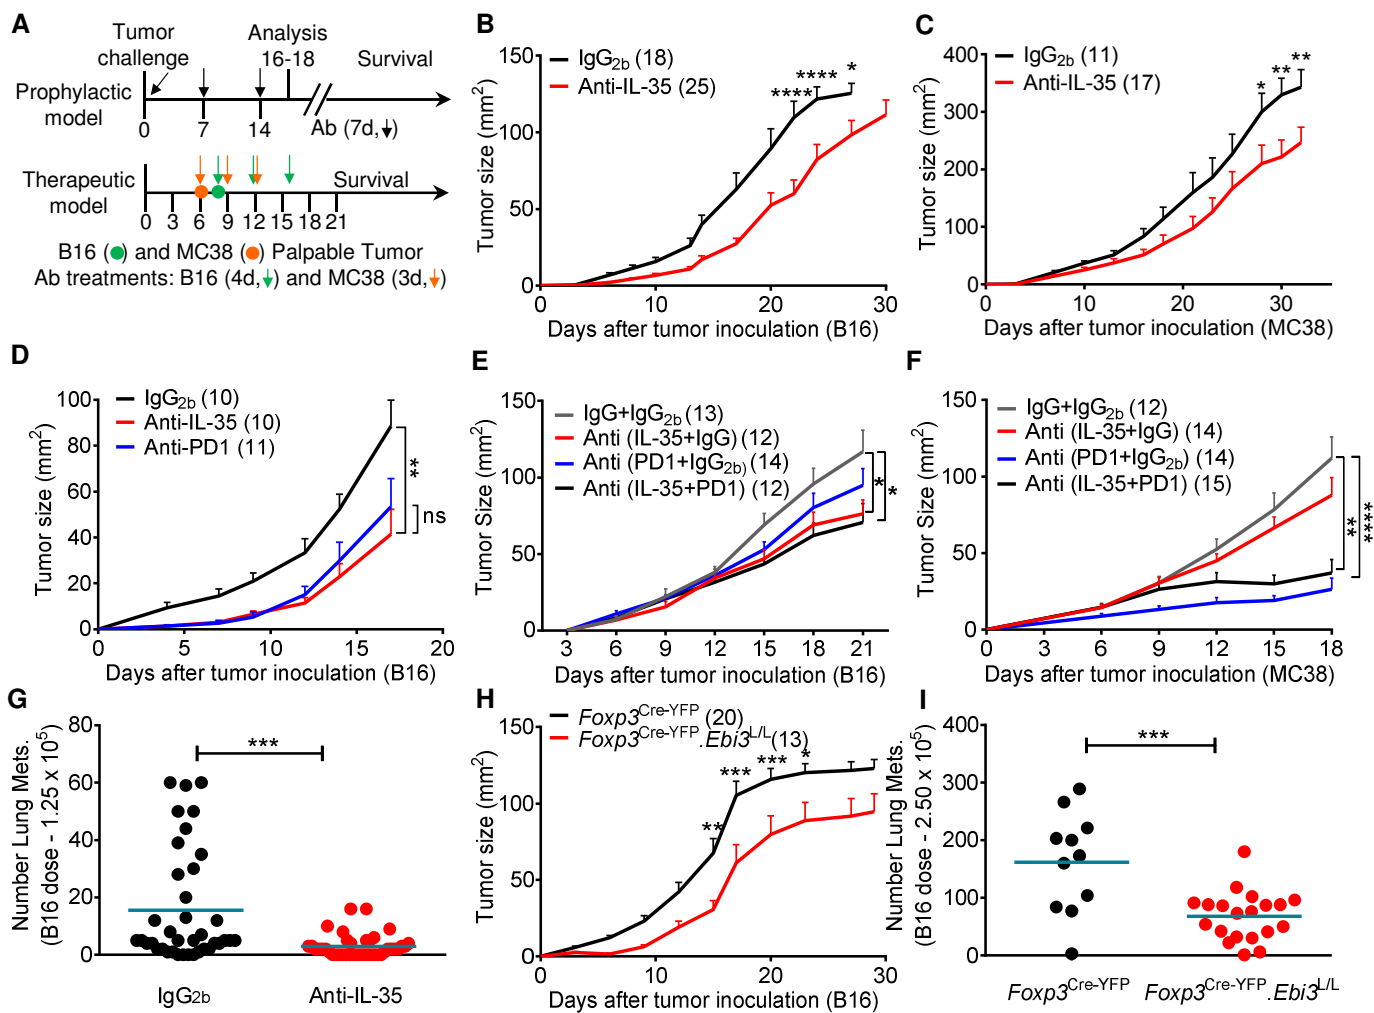 A
Tumor challenge
Analysis 16-18
Survival
Prophylactic model
0 7 14
Ab (7d,↓)
Therapeutic model
Survival
0 3 6 9 12 15 18 21
B16 (●) and MC38 (●) Palpable Tumor
Ab treatments: B16 (4d,↓) and MC38 (3d,↓)
B
IgG2b (18)
Anti-IL-35 (25)
**** **** *
Tumor size (mm2)
150
100
50
0
0 10 20 30
Days after tumor inoculation (B16)
C
IgG2b (11)
Anti-IL-35 (17)
* ** **
Tumor size (mm2)
400
300
200
100
0
0 10 20 30
Days after tumor inoculation (MC38)
D
IgG2b (10)
Anti-IL-35 (10)
Anti-PD1 (11)
**
ns
Tumor size (mm2)
100
80
60
40
20
0
0 5 10 15 20
Days after tumor inoculation (B16)
E
IgG+IgG2b (13)
Anti (IL-35+IgG) (12)
Anti (PD1+IgG2b) (14)
Anti (IL-35+PD1) (12)
* *
Tumor Size (mm2)
150
100
50
0
3 6 9 12 15 18 21
Days after tumor inoculation (B16)
F
IgG+IgG2b (12)
Anti (IL-35+IgG) (14)
Anti (PD1+IgG2b) (14)
Anti (IL-35+PD1) (15)
** ****
Tumor size (mm2)
150
100
50
0
0 3 6 9 12 15 18
Days after tumor inoculation (MC38)
G
Number Lung Mets.
(B16 dose - 1.25 x 105)
80
60
40
20
0
***
IgG2b Anti-IL-35
H
Foxp3Cre-YFP (20)
Foxp3Cre-YFP.Ebi3L/L(13)
** *** *** *
Tumor size (mm2)
150
100
50
0
0 10 20 30
Days after tumor inoculation (B16)
I
Number Lung Mets.
(B16 dose - 2.50 x 105)
400
300
200
100
0
***
Foxp3Cre-YFP Foxp3Cre-YFP.Ebi3L/L